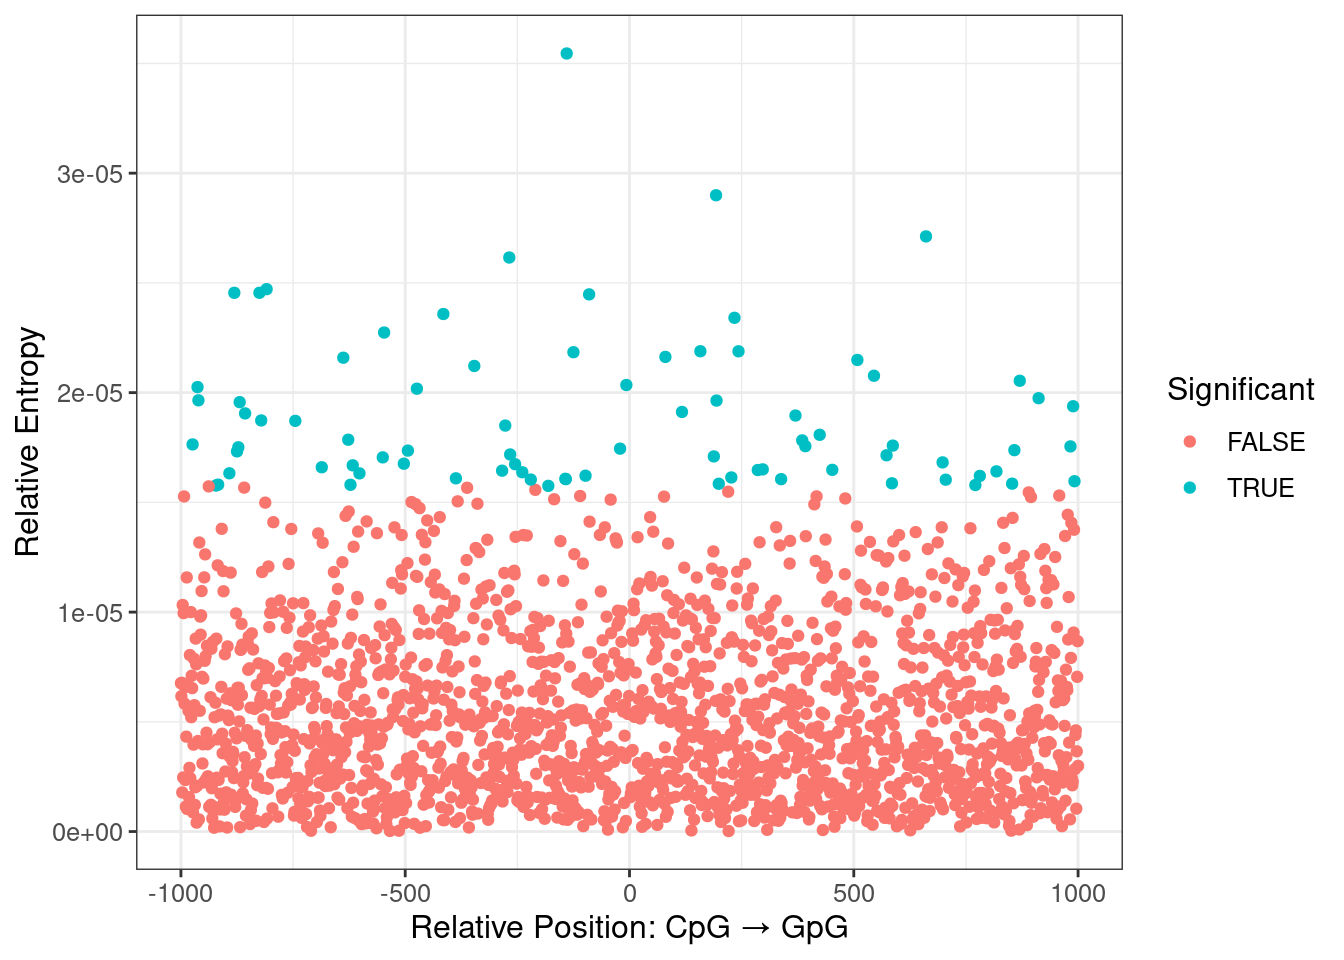 3e-05
2e-05
1e-05
0e+00
Relative Entropy
-1000
-500
0
500
1000
Relative Position: CpG → GpG
Significant
FALSE
TRUE